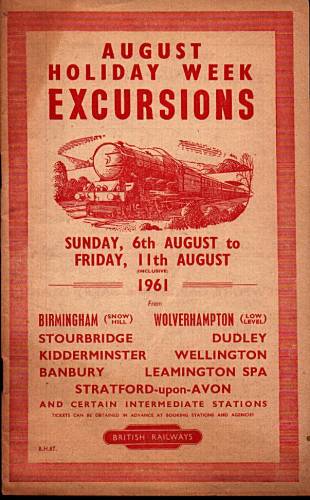 AUGUST
HOLIDAY WEEK
EXCURSIONS
SUNDAY, 6th AUGUST to
FRIDAY, 11th AUGUST
(INCLUSIVE)
1961
From
BIRMINGHAM (SNOW HILL) WOLVERHAMPTON (LOW LEVEL)
STOURBRIDGE DUDLEY
KIDDERMINSTER WELLINGTON
BANBURY LEAMINGTON SPA
STRATFORD-upon-AVON
AND CERTAIN INTERMEDIATE STATIONS
TICKETS CAN BE OBTAINED IN ADVANCE AT BOOKING STATIONS AND AGENCIES
BRITISH RAILWAYS
B.H.87.